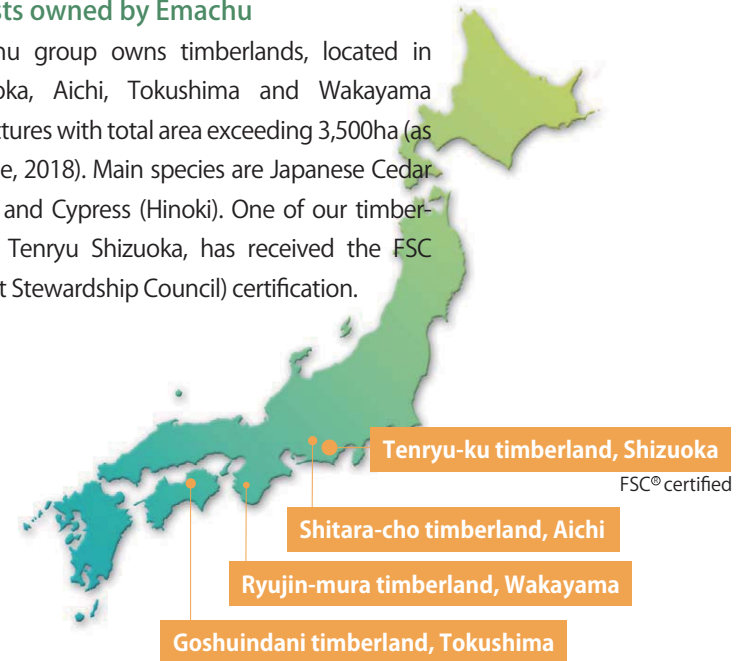 sts owned by Emachu
nu group owns timberlands, located in
oka, Aichi, Tokushima and Wakayama
ctures with total area exceeding 3,500ha (as
e, 2018). Main species are Japanese Cedar
and Cypress (Hinoki). One of our timber-
Tenryu Shizuoka, has received the FSC
t Stewardship Council) certification.
Tenryu-ku timberland, Shizuoka
FSC® certified
Shitara-cho timberland, Aichi
Ryujin-mura timberland, Wakayama
Goshuindani timberland, Tokushima